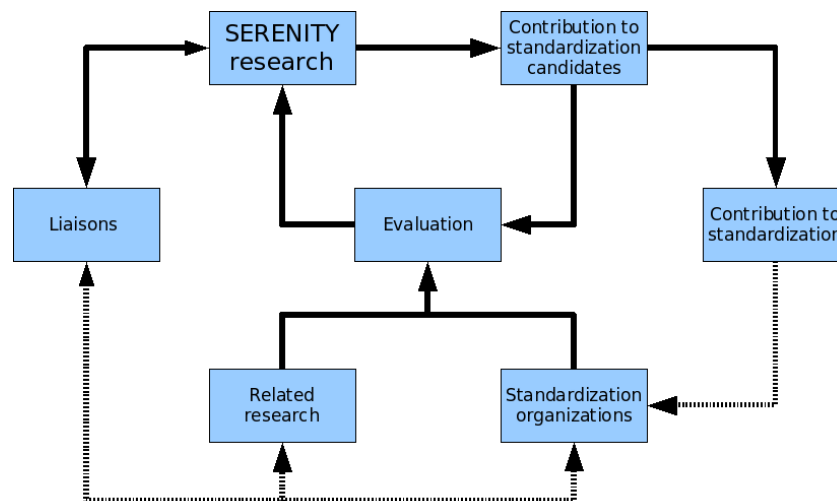 SERENITY
research
Contribution to
standardization
candidates
Liaisons
Evaluation
Contribution to
standardization
Related
research
Standardization
organizations